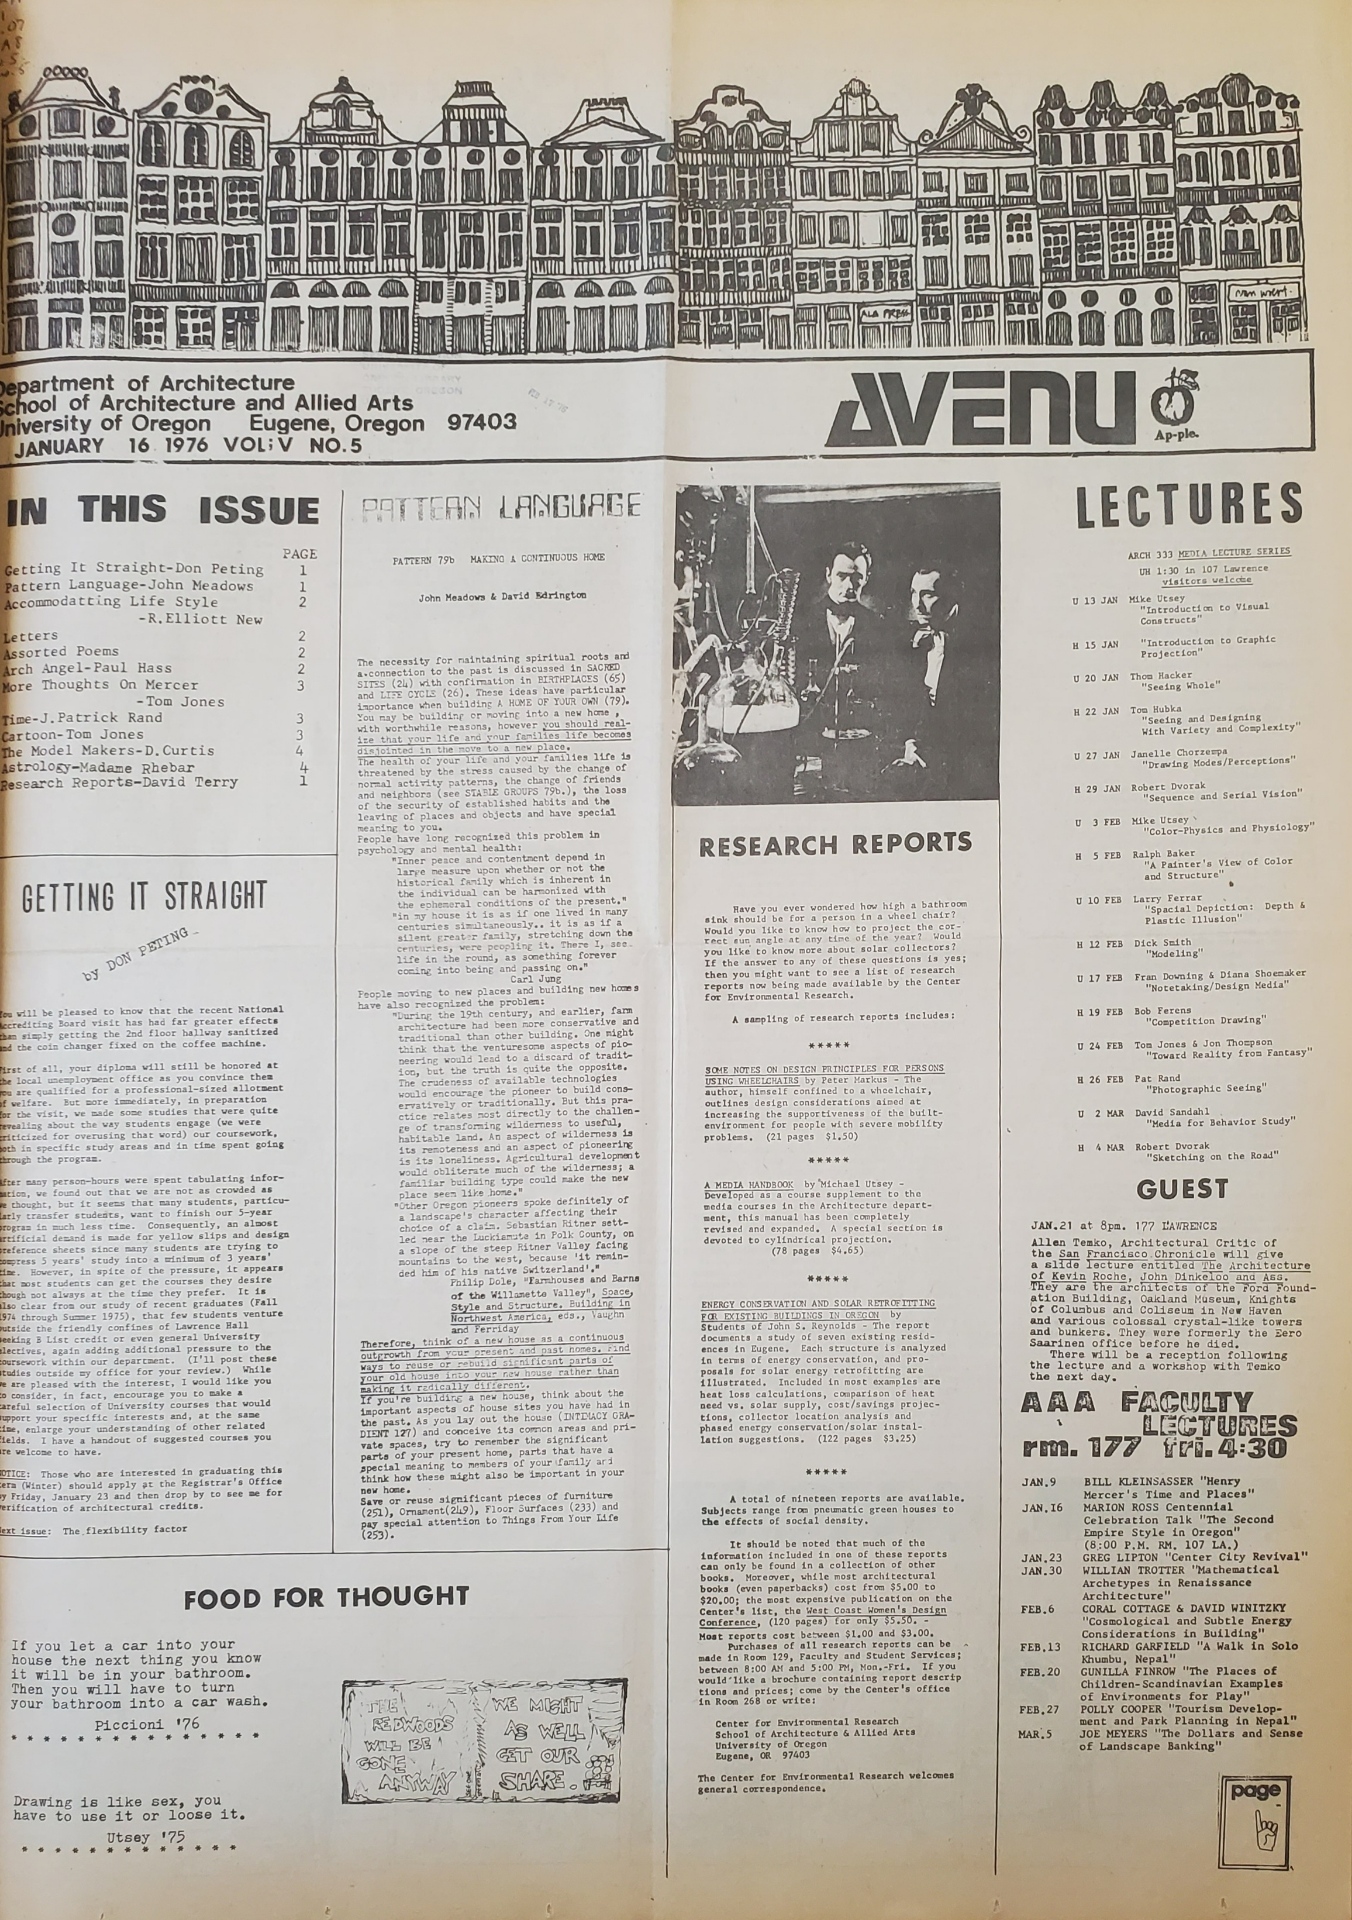 ALA PRESS
van wert.
Department of Architecture
School of Architecture and Allied Arts
University of Oregon Eugene, Oregon 97403
JANUARY 16 1976 VOL;V NO.5
AVENU
Ap-ple.
IN THIS ISSUE
PAGE
Getting It Straight-Don Peting 1
Pattern Language-John Meadows 1
Accommodatting Life Style 2
-R.Elliott New
Letters 2
Assorted Poems 2
Arch Angel-Paul Hass 2
More Thoughts On Mercer 3
-Tom Jones
Time-J.Patrick Rand 3
Cartoon-Tom Jones 3
The Model Makers-D.Curtis 4
Astrology-Madame Rhebar 4
Research Reports-David Terry 1
GETTING IT STRAIGHT
by DON PETING
You will be pleased to know that the recent National
Accrediting Board visit has had far greater effects
than simply getting the 2nd floor hallway sanitized
and the coin changer fixed on the coffee machine.
First of all, your diploma will still be honored at
the local unemployment office as you convince them
you are qualified for a professional-sized allotment
of welfare. But more immediately, in preparation
for the visit, we made some studies that were quite
revealing about the way students engage (we were
criticized for overusing that word) our coursework,
both in specific study areas and in time spent going
through the program.
After many person-hours were spent tabulating infor-
mation, we found out that we are not as crowded as
we thought, but it seems that many students, particu-
larly transfer students, want to finish our 5-year
program in much less time. Consequently, an almost
artificial demand is made for yellow slips and design
preference sheets since many students are trying to
compress 5 years' study into a minimum of 3 years'
time. However, in spite of the pressure, it appears
that most students can get the courses they desire
though not always at the time they prefer. It is
also clear from our study of recent graduates (Fall
1974 through Summer 1975), that few students venture
outside the friendly confines of Lawrence Hall
seeking B List credit or even general University
electives, again adding additional pressure to the
coursework within our department. (I'll post these
studies outside my office for your review.) While
we are pleased with the interest, I would like you
to consider, in fact, encourage you to make a
careful selection of University courses that would
support your specific interests and, at the same
time, enlarge your understanding of other related
fields. I have a handout of suggested courses you
are welcome to have.
NOTICE: Those who are interested in graduating this
term (Winter) should apply at the Registrar's Office
by Friday, January 23 and then drop by to see me for
verification of architectural credits.
Next issue: The flexibility factor
PATTERN LANGUAGE
PATTERN 79b MAKING A CONTINUOUS HOME
John Meadows & David Edrington
The necessity for maintaining spiritual roots and
a connection to the past is discussed in SACRED
SITES (24) with confirmation in BIRTHPLACES (65)
and LIFE CYCLE (26). These ideas have particular
importance when building A HOME OF YOUR OWN (79).
You may be building or moving into a new home ,
with worthwhile reasons, however you should real-
ize that your life and your families life becomes
disjointed in the move to a new place.
The health of your life and your families life is
threatened by the stress caused by the change of
normal activity patterns, the change of friends
and neighbors (see STABLE GROUPS 79b.), the loss
of the security of established habits and the
leaving of places and objects and have special
meaning to you.
People have long recognized this problem in
psychology and mental health:
"Inner peace and contentment depend in
large measure upon whether or not the
historical family which is inherent in
the individual can be harmonized with
the ephemeral conditions of the present."
"in my house it is as if one lived in many
centuries simultaneously.. it is as if a
silent greater family, stretching down the
centuries, were peopling it. There I, see
life in the round, as something forever
coming into being and passing on."
Carl Jung
People moving to new places and building new homes
have also recognized the problem:
"During the 19th century, and earlier, farm
architecture had been more conservative and
traditional than other building. One might
think that the venturesome aspects of pio-
neering would lead to a discard of tradit-
ion, but the truth is quite the opposite.
The crudeness of available technologies
would encourage the pioneer to build cons-
ervatively or traditionally. But this pra-
ctice relates most directly to the challen-
ge of transforming wilderness to useful,
habitable land. An aspect of wilderness is
its remoteness and an aspect of pioneering
is its loneliness. Agricultural development
would obliterate much of the wilderness; a
familiar building type could make the new
place seem like home."
"Other Oregon pioneers spoke definitely of
a landscape's character affecting their
choice of a claim. Sebastian Ritner sett-
led near the Luckiamute in Polk County, on
a slope of the steep Ritner Valley facing
mountains to the west, because 'it remin-
ded him of his native Switzerland'."
Philip Dole, "Farmhouses and Barns
of the Willamette Valley", Space,
Style and Structure. Building in
Northwest America, eds., Vaughn
and Ferriday
Therefore, think of a new house as a continuous
outgrowth from your present and past homes. Find
ways to reuse or rebuild significant parts of
your old house into your new house rather than
making it radically different.
If you're building a new house, think about the
important aspects of house sites you have had in
the past. As you lay out the house (INTIMACY GRA-
DIENT 127) and conceive its common areas and pri-
vate spaces, try to remember the significant
parts of your present home, parts that have a
special meaning to members of your family and
think how these might also be important in your
new home.
Save or reuse significant pieces of furniture
(251), Ornament(249), Floor Surfaces (233) and
pay special attention to Things From Your Life
(253).
FOOD FOR THOUGHT
If you let a car into your
house the next thing you know
it will be in your bathroom.
Then you will have to turn
your bathroom into a car wash.
Piccioni '76
* * * * * * * * * * * * * *
Drawing is like sex, you
have to use it or loose it.
Utsey '75
* * * * * * * * * * * * *
THE REDWOODS WILL BE GONE ANYWAY
WE MIGHT AS WELL GET OUR SHARE.
RESEARCH REPORTS
Have you ever wondered how high a bathroom
sink should be for a person in a wheel chair?
Would you like to know how to project the cor-
rect sun angle at any time of the year? Would
you like to know more about solar collectors?
If the answer to any of these questions is yes;
then you might want to see a list of research
reports now being made available by the Center
for Environmental Research.
A sampling of research reports includes:
*****
SOME NOTES ON DESIGN PRINCIPLES FOR PERSONS
USING WHEELCHAIRS by Peter Markus - The
author, himself confined to a wheelchair,
outlines design considerations aimed at
increasing the supportiveness of the built-
environment for people with severe mobility
problems. (21 pages $1.50)
*****
A MEDIA HANDBOOK by Michael Utsey -
Developed as a course supplement to the
media courses in the Architecture depart-
ment, this manual has been completely
revised and expanded. A special section is
devoted to cylindrical projection.
(78 pages $4.65)
*****
ENERGY CONSERVATION AND SOLAR RETROFITTING
FOR EXISTING BUILDINGS IN OREGON by
Students of John S. Reynolds - The report
documents a study of seven existing resid-
ences in Eugene. Each structure is analyzed
in terms of energy conservation, and pro-
posals for solar energy retrofitting are
illustrated. Included in most examples are
heat loss calculations, comparison of heat
need vs. solar supply, cost/savings projec-
tions, collector location analysis and
phased energy conservation/solar instal-
lation suggestions. (122 pages $3.25)
*****
A total of nineteen reports are available.
Subjects range from pneumatic green houses to
the effects of social density.
It should be noted that much of the
information included in one of these reports
can only be found in a collection of other
books. Moreover, while most architectural
books (even paperbacks) cost from $5.00 to
$20.00; the most expensive publication on the
Center's list, the West Coast Women's Design
Conference, (120 pages) for only $5.50. -
Most reports cost between $1.00 and $3.00.
Purchases of all research reports can be
made in Room 129, Faculty and Student Services;
between 8:00 AM and 5:00 PM, Mon.-Fri. If you
would like a brochure containing report descrip
tions and prices; come by the Center's office
in Room 268 or write:
Center for Environmental Research
School of Architecture & Allied Arts
University of Oregon
Eugene, OR 97403
The Center for Environmental Research welcomes
general correspondence.
LECTURES
ARCH 333 MEDIA LECTURE SERIES
UH 1:30 in 107 Lawrence
visitors welcome
U 13 JAN Mike Utsey
"Introduction to Visual
Constructs"
H 15 JAN "Introduction to Graphic
Projection"
U 20 JAN Thom Hacker
"Seeing Whole"
H 22 JAN Tom Hubka
"Seeing and Designing
With Variety and Complexity"
U 27 JAN Janelle Chorzempa
"Drawing Modes/Perceptions"
H 29 JAN Robert Dvorak
"Sequence and Serial Vision"
U 3 FEB Mike Utsey
"Color-Physics and Physiology"
H 5 FEB Ralph Baker
"A Painter's View of Color
and Structure"
U 10 FEB Larry Ferrar
"Spacial Depiction: Depth &
Plastic Illusion"
H 12 FEB Dick Smith
"Modeling"
U 17 FEB Fran Downing & Diana Shoemaker
"Notetaking/Design Media"
H 19 FEB Bob Ferens
"Competition Drawing"
U 24 FEB Tom Jones & Jon Thompson
"Toward Reality from Fantasy"
H 26 FEB Pat Rand
"Photographic Seeing"
U 2 MAR David Sandahl
"Media for Behavior Study"
H 4 MAR Robert Dvorak
"Sketching on the Road"
GUEST
JAN.21 at 8pm. 177 LAWRENCE
Allen Temko, Architectural Critic of
the San Francisco Chronicle will give
a slide lecture entitled The Architecture
of Kevin Roche, John Dinkeloo and Ass.
They are the architects of the Ford Found-
ation Building, Oakland Museum, Knights
of Columbus and Coliseum in New Haven
and various colossal crystal-like towers
and bunkers. They were formerly the Eero
Saarinen office before he died.
There will be a reception following
the lecture and a workshop with Temko
the next day.
AAA FACULTY
LECTURES
rm. 177 fri. 4:30
JAN.9 BILL KLEINSASSER "Henry
Mercer's Time and Places"
JAN.16 MARION ROSS Centennial
Celebration Talk "The Second
Empire Style in Oregon"
(8:00 P.M. RM. 107 LA.)
JAN.23 GREG LIPTON "Center City Revival"
JAN.30 WILLIAN TROTTER "Mathematical
Archetypes in Renaissance
Architecture"
FEB.6 CORAL COTTAGE & DAVID WINITZKY
"Cosmological and Subtle Energy
Considerations in Building"
FEB.13 RICHARD GARFIELD "A Walk in Solo
Khumbu, Nepal"
FEB.20 GUNILLA FINROW "The Places of
Children-Scandinavian Examples
of Environments for Play"
FEB.27 POLLY COOPER "Tourism Develop-
ment and Park Planning in Nepal"
MAR.5 JOE MEYERS "The Dollars and Sense
of Landscape Banking"
page